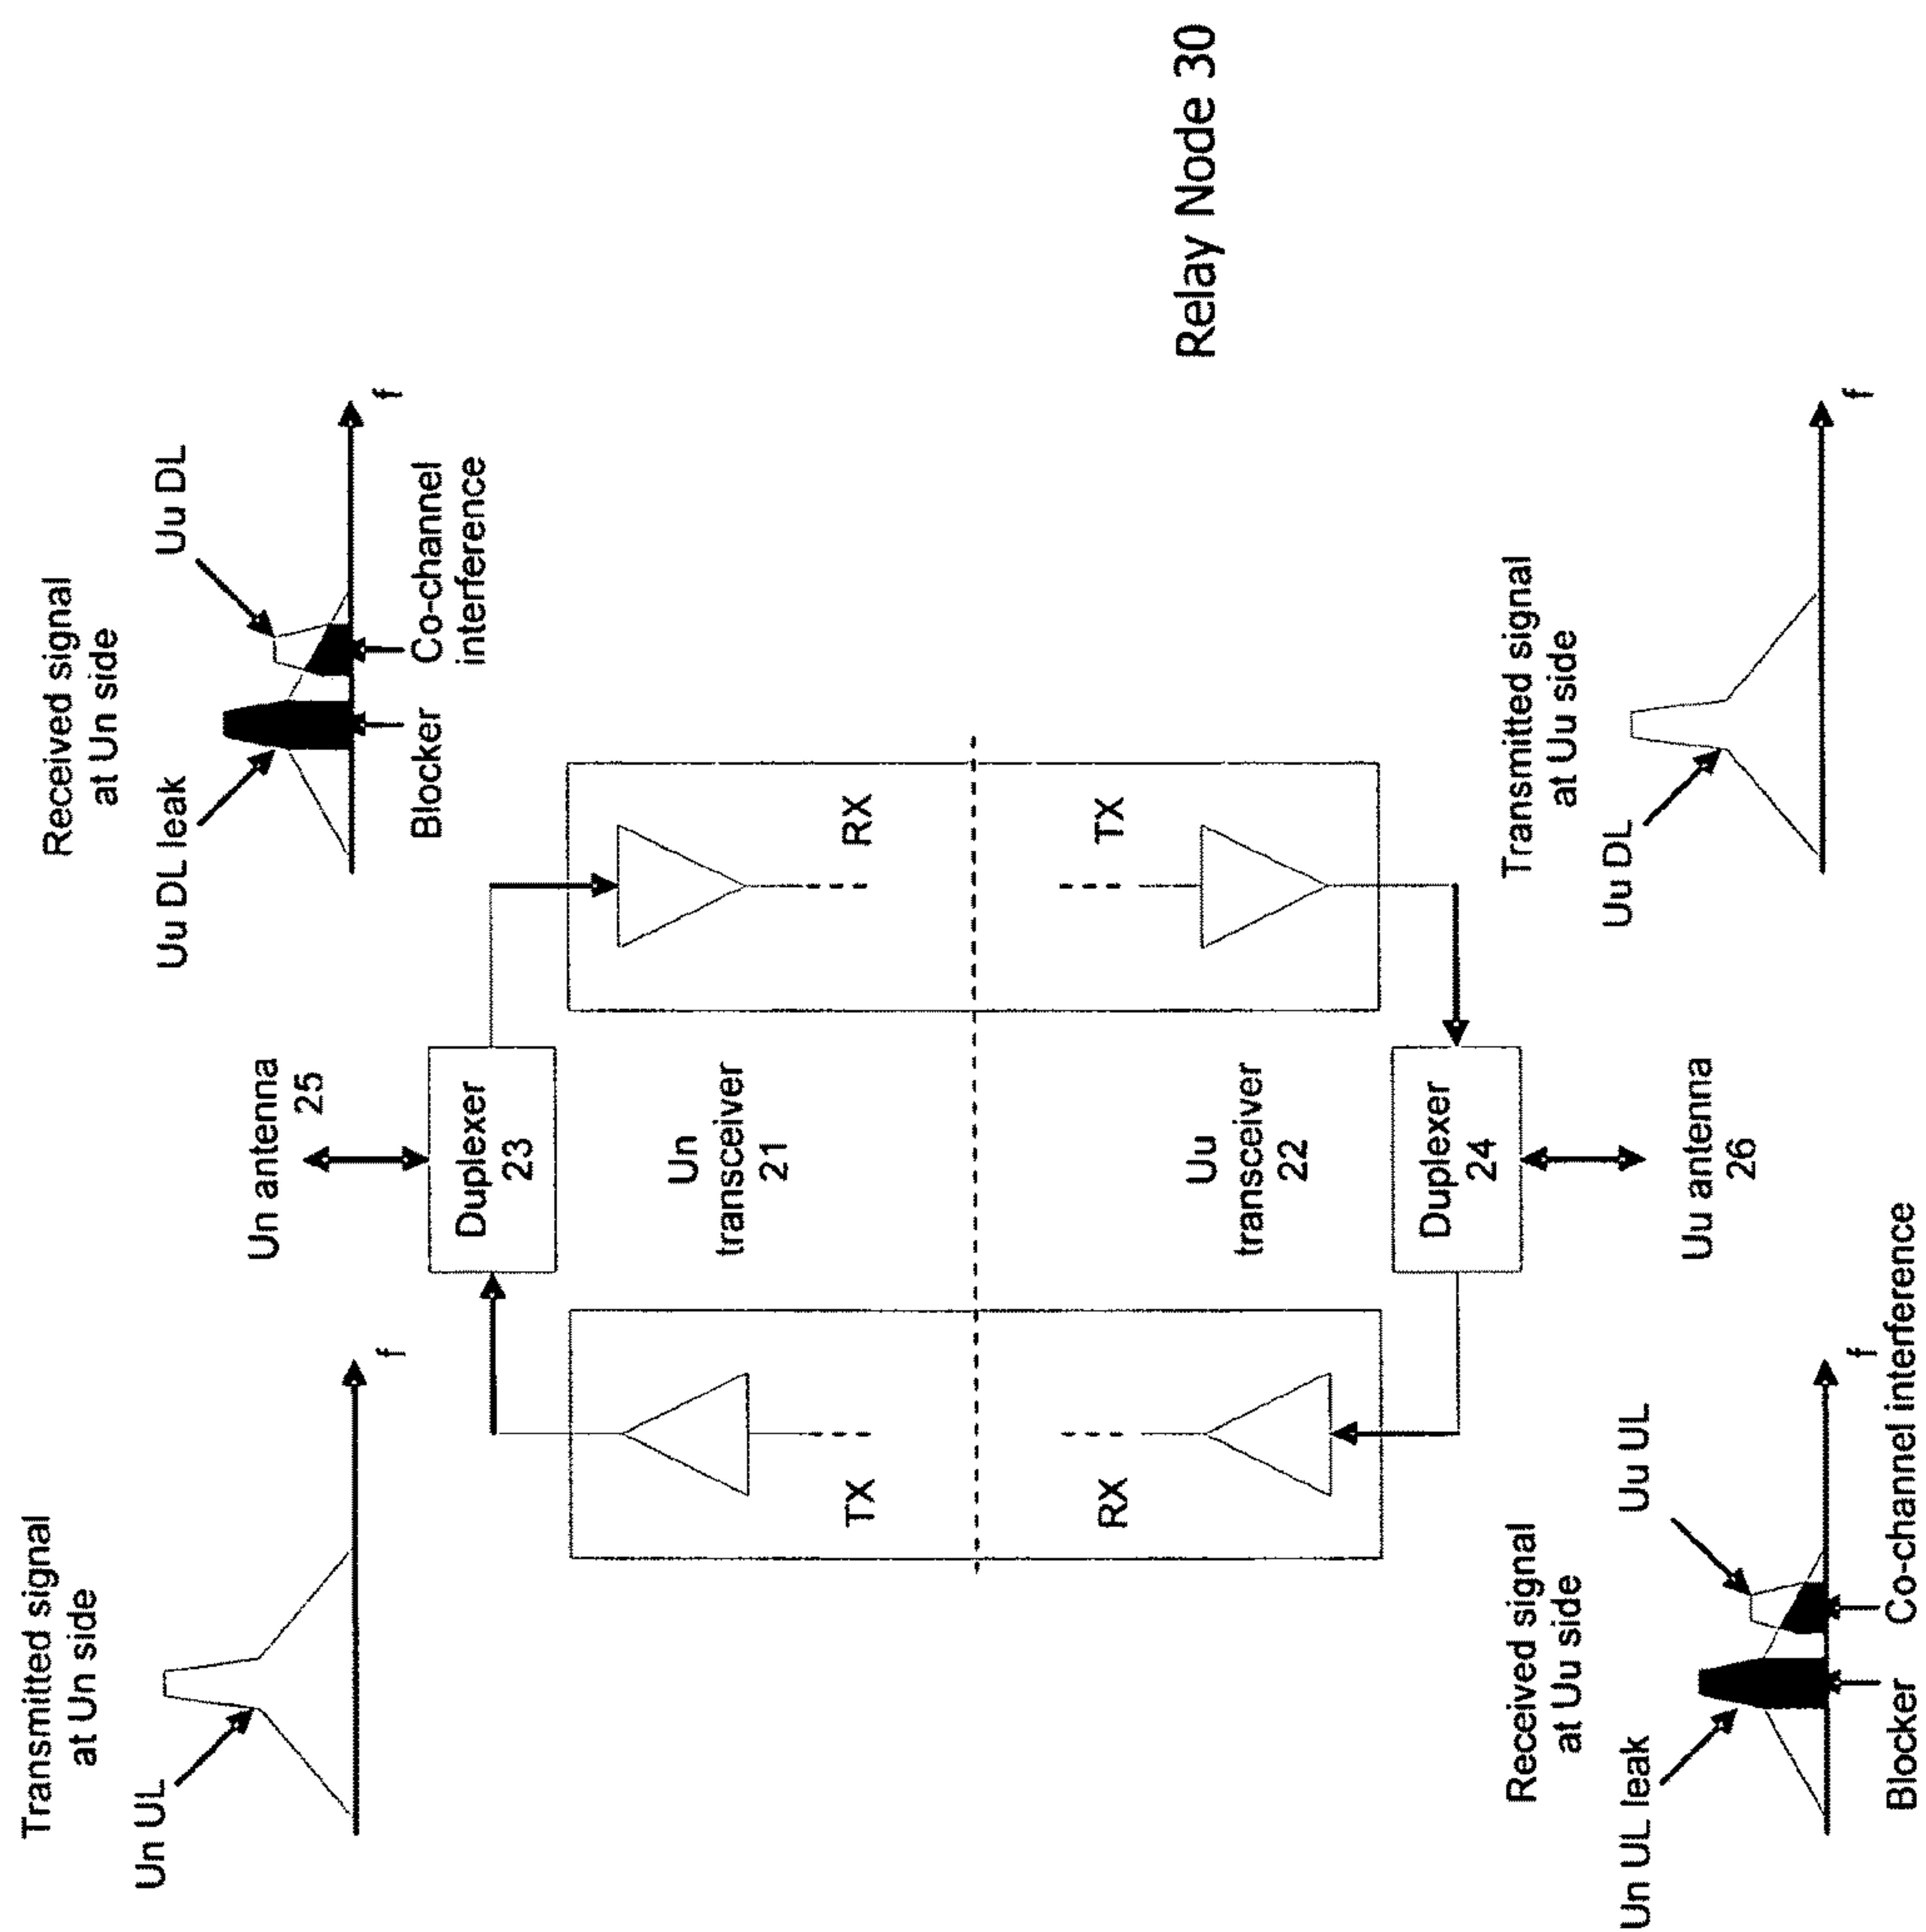 Transmitted signal
at Un side
Un UL
f
Un antenna
25
Received signal
at Un side
Uu DL leak
Uu DL
f
Blocker
Co-channel
interference
Duplexer
23
TX
Un
transceiver
21
RX
RX
Uu
transceiver
22
TX
Relay Node 30
Duplexer
24
Received signal
at Uu side
Un UL leak
Uu UL
f
Blocker
Co-channel interference
Uu antenna
26
Transmitted signal
at Uu side
Uu DL
f